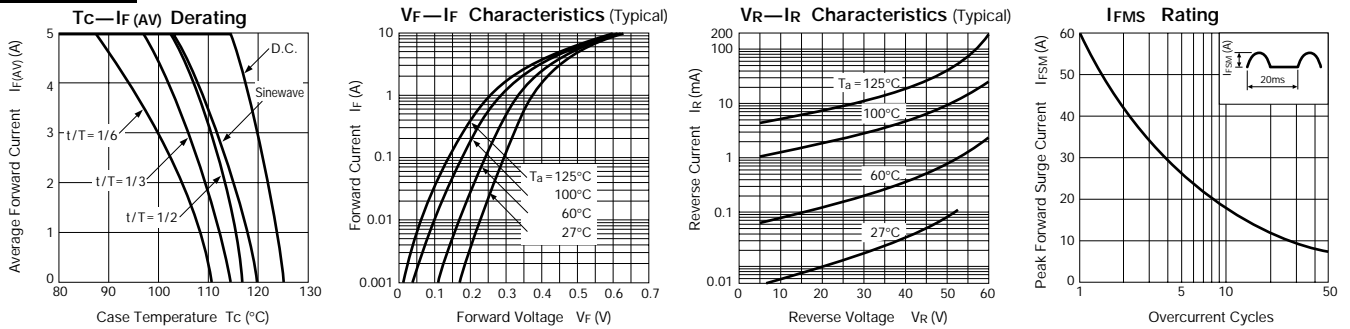 Tc—IF (AV) Derating
Average Forward Current IF(AV) (A)
5
4
3
2
1
0
D.C.
Sinewave
t/T=1/6
t/T=1/3
t/T=1/2
80 90 100 110 120 130
Case Temperature Tc (°C)
VF—IF Characteristics (Typical)
Forward Current IF (A)
10
1
0.1
0.01
0.001
Ta=125°C
100°C
60°C
27°C
0 0.1 0.2 0.3 0.4 0.5 0.6 0.7
Forward Voltage VF (V)
VR—IR Characteristics (Typical)
Reverse Current IR (mA)
200
100
10
1
0.1
0.01
Ta=125°C
100°C
60°C
27°C
0 10 20 30 40 50 60
Reverse Voltage VR (V)
IFMS Rating
Peak Forward Surge Current IFSM (A)
60
50
40
30
20
10
0
IFSM (A)
20ms
1 5 10 50
Overcurrent Cycles